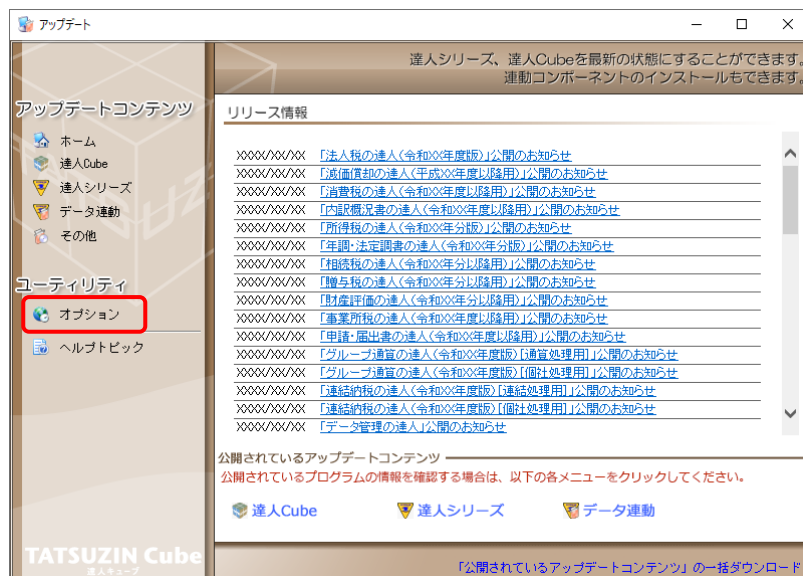 アップデート
達人シリーズ、達人Cubeを最新の状態にすることができます。
連動コンポーネントのインストールもできます。
アップデートコンテンツ
ホーム
達人Cube
達人シリーズ
データ連動
その他
ユーティリティ
オプション
ヘルプトピック
リリース情報
XXXX/XX/XX 「法人税の達人(令和XX年度版)」公開のお知らせ
XXXX/XX/XX 「減価償却の達人(平成XX年度以降用)」公開のお知らせ
XXXX/XX/XX 「消費税の達人(令和XX年度以降用)」公開のお知らせ
XXXX/XX/XX 「内訳概況書の達人(令和XX年度以降用)」公開のお知らせ
XXXX/XX/XX 「所得税の達人(令和XX年分版)」公開のお知らせ
XXXX/XX/XX 「年調・法定調書の達人(令和XX年分版)」公開のお知らせ
XXXX/XX/XX 「相続税の達人(令和XX年分以降用)」公開のお知らせ
XXXX/XX/XX 「贈与税の達人(令和XX年分以降用)」公開のお知らせ
XXXX/XX/XX 「財産評価の達人(令和XX年分以降用)」公開のお知らせ
XXXX/XX/XX 「事業所税の達人(令和XX年度以降用)」公開のお知らせ
XXXX/XX/XX 「申請・届出書の達人(令和XX年度以降用)」公開のお知らせ
XXXX/XX/XX 「グループ通算の達人(令和XX年度版)[通算処理用]」公開のお知らせ
XXXX/XX/XX 「グループ通算の達人(令和XX年度版)[個社処理用]」公開のお知らせ
XXXX/XX/XX 「連結納税の達人(令和XX年度版)[連結処理用]」公開のお知らせ
XXXX/XX/XX 「連結納税の達人(令和XX年度版)[個社処理用]」公開のお知らせ
XXXX/XX/XX 「データ管理の達人」公開のお知らせ
公開されているアップデートコンテンツ
公開されているプログラムの情報を確認する場合は、以下の各メニューをクリックしてください。
達人Cube 達人シリーズ データ連動
TATSUZIN Cube
達人キューブ
「公開されているアップデートコンテンツ」の一括ダウンロード